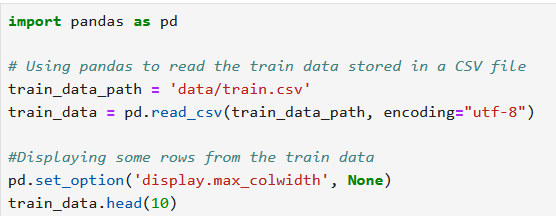 import pandas as pd
# Using pandas to read the train data stored in a CSV file
train_data_path = 'data/train.csv'
train_data = pd.read_csv(train_data_path, encoding="utf-8")
#Displaying some rows from the train data
pd.set_option('display.max_colwidth', None)
train_data.head(10)